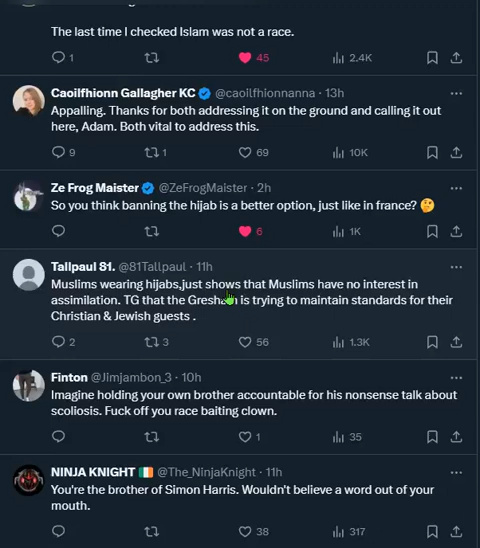 The last time I checked Islam was not a race.
1 45 2.4K
Caoilfhionn Gallagher KC @caoilfhionnanna · 13h
Appalling. Thanks for both addressing it on the ground and calling it out
here, Adam. Both vital to address this.
9 1 69 10K
Ze Frog Maister @ZeFrogMaister · 2h
So you think banning the hijab is a better option, just like in france? 🤔
6 1K
Tallpaul 81. @81Tallpaul · 11h
Muslims wearing hijabs,just shows that Muslims have no interest in
assimilation. TG that the Gresham is trying to maintain standards for their
Christian & Jewish guests .
2 3 56 1.3K
Finton @Jimjambon_3 · 10h
Imagine holding your own brother accountable for his nonsense talk about
scoliosis. Fuck off you race baiting clown.
1 35
NINJA KNIGHT 🇮🇪 @The_NinjaKnight · 11h
You're the brother of Simon Harris. Wouldn't believe a word out of your
mouth.
38 317